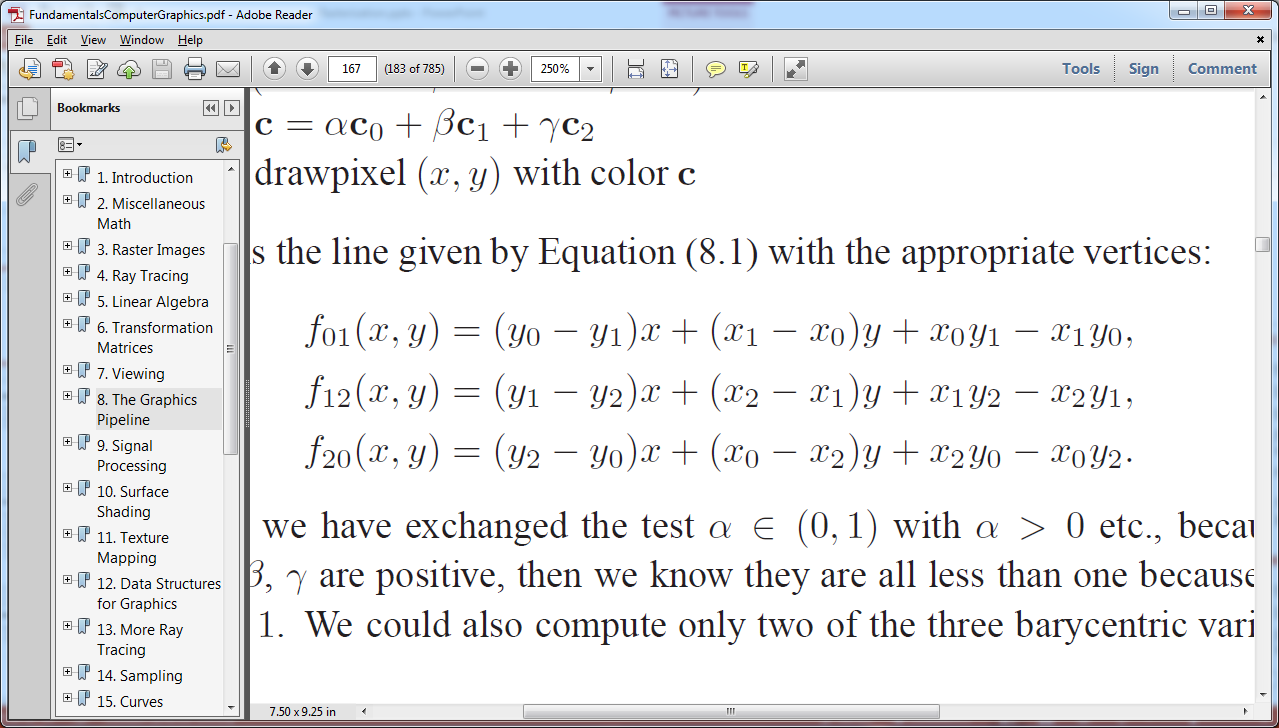 FundamentalsComputerGraphics.pdf - Adobe Reader
File Edit View Window Help
167 (183 of 785) 250% Tools Sign Comment
Bookmarks
1. Introduction
2. Miscellaneous
Math
3. Raster Images
4. Ray Tracing
5. Linear Algebra
6. Transformation
Matrices
7. Viewing
8. The Graphics
Pipeline
9. Signal
Processing
10. Surface
Shading
11. Texture
Mapping
12. Data Structures
for Graphics
13. More Ray
Tracing
14. Sampling
15. Curves
c = αc₀ + βc₁ + γc₂
drawpixel (x, y) with color c
s the line given by Equation (8.1) with the appropriate vertices:
f₀₁(x, y) = (y₀ − y₁)x + (x₁ − x₀)y + x₀y₁ − x₁y₀,
f₁₂(x, y) = (y₁ − y₂)x + (x₂ − x₁)y + x₁y₂ − x₂y₁,
f₂₀(x, y) = (y₂ − y₀)x + (x₀ − x₂)y + x₂y₀ − x₀y₂.
we have exchanged the test α ∈ (0, 1) with α > 0 etc., becau
β, γ are positive, then we know they are all less than one because
1. We could also compute only two of the three barycentric vari
7.50 x 9.25 in